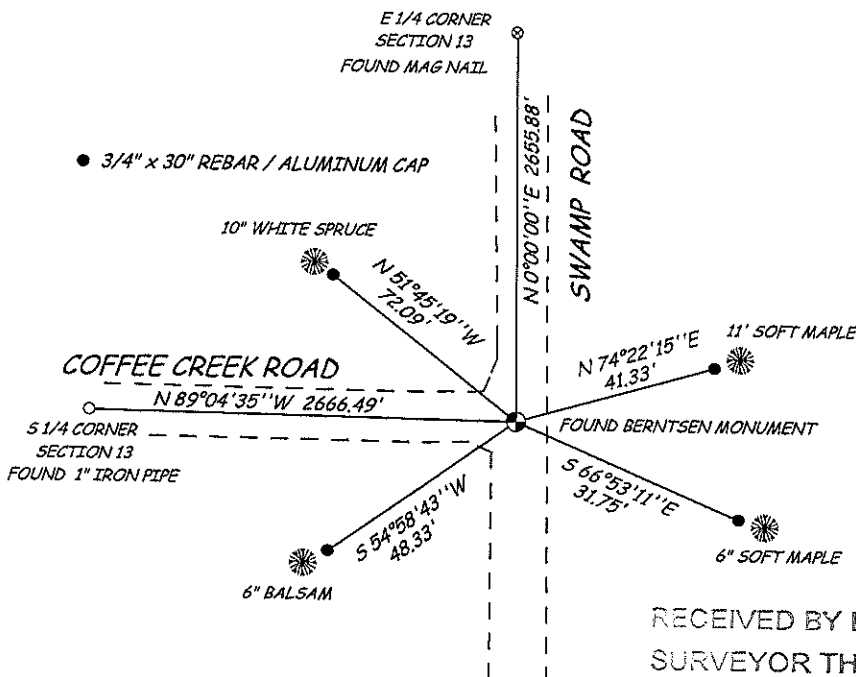 E 1/4 CORNER
SECTION 13
FOUND MAG NAIL
N 0°00'00''E 2655.88'
SWAMP ROAD
3/4" x 30" REBAR / ALUMINUM CAP
10" WHITE SPRUCE
N 51°45'19''W
72.09'
11' SOFT MAPLE
N 74°22'15''E
41.33'
COFFEE CREEK ROAD
N 89°04'35''W 2666.49'
S 1/4 CORNER
SECTION 13
FOUND 1" IRON PIPE
FOUND BERNTSEN MONUMENT
S 66°53'11''E
31.75'
S 54°58'43''W
48.33'
6" BALSAM
6" SOFT MAPLE
RECEIVED BY
SURVEYOR TH